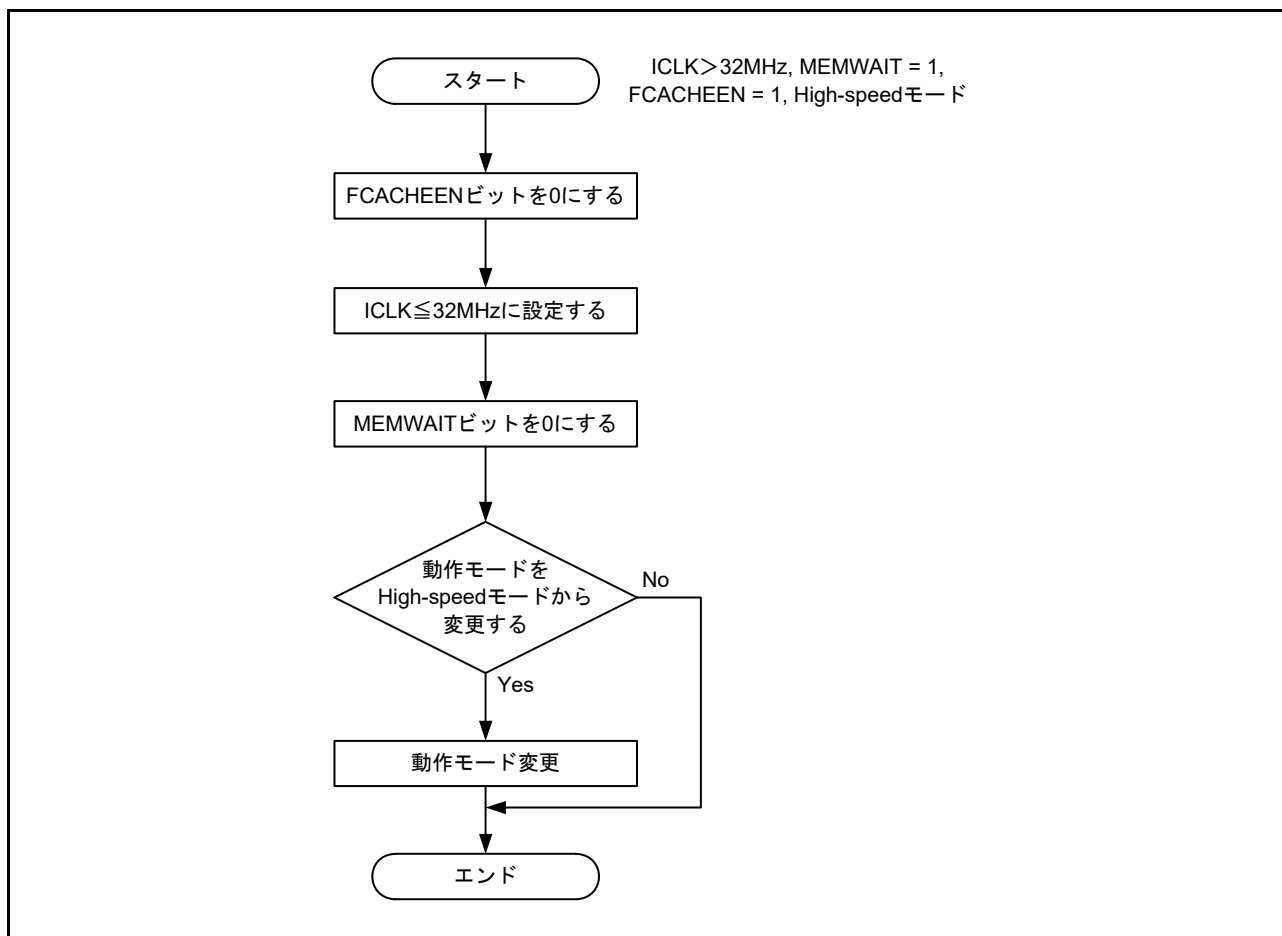 スタート
ICLK＞32MHz, MEMWAIT = 1,
FCACHEEN = 1, High-speedモード
FCACHEENビットを0にする
ICLK≦32MHzに設定する
MEMWAITビットを0にする
動作モードを
High-speedモードから
変更する
No
Yes
動作モード変更
エンド